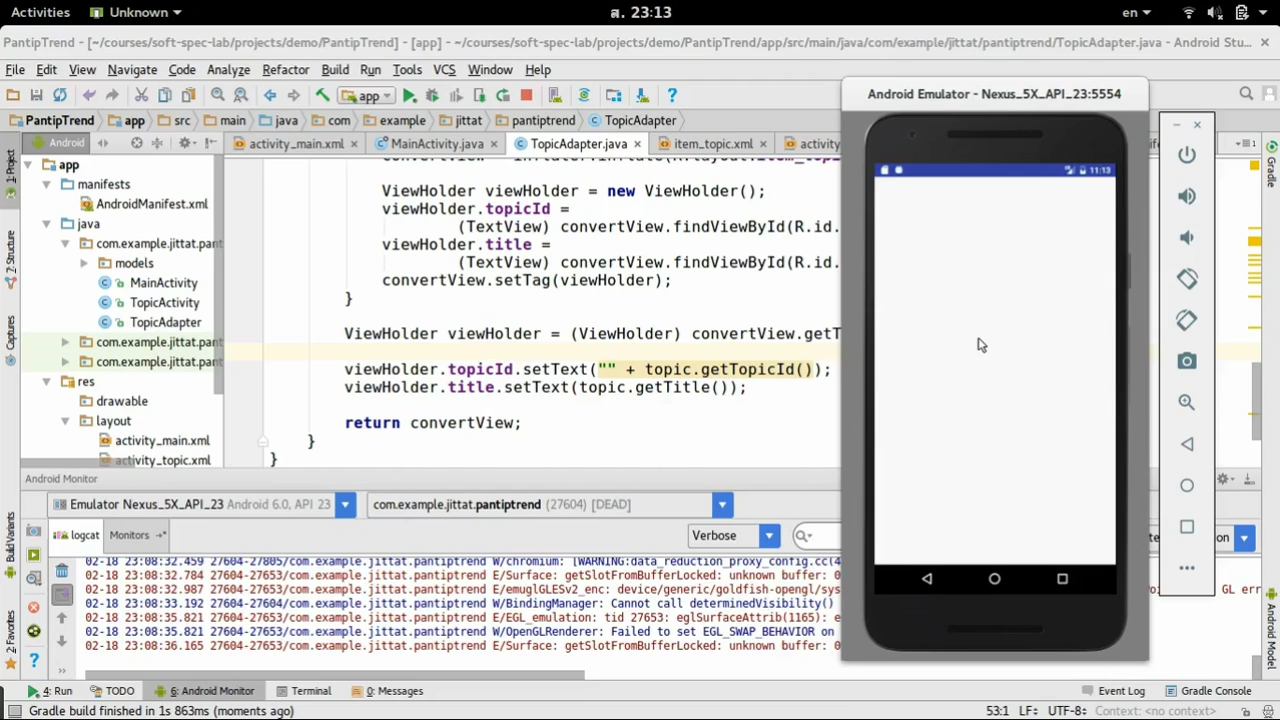 Activities Unknown ส. 23:13 en
PantipTrend - [~/courses/soft-spec-lab/projects/demo/PantipTrend] - [app] - ~/courses/soft-spec-lab/projects/demo/PantipTrend/app/src/main/java/com/example/jittat/pantiptrend/TopicAdapter.java - Android Stu...
File Edit View Navigate Code Analyze Refactor Build Run Tools VCS Window Help
app
PantipTrend app src main java com example jittat pantiptrend TopicAdapter
Android
activity_main.xml MainActivity.java TopicAdapter.java item_topic.xml
1: Project
7: Structure
Captures
Build Variants
2: Favorites
app
manifests
AndroidManifest.xml
java
com.example.jittat.pant
models
MainActivity
TopicActivity
TopicAdapter
com.example.jittat.pant
com.example.jittat.pant
res
drawable
layout
activity_main.xml
activity_topic.xml
ViewHolder viewHolder = new ViewHolder();
viewHolder.topicId =
(TextView) convertView.findViewById(R.id.
viewHolder.title =
(TextView) convertView.findViewById(R.id.
convertView.setTag(viewHolder);
}
ViewHolder viewHolder = (ViewHolder) convertView.getT
viewHolder.topicId.setText("" + topic.getTopicId());
viewHolder.title.setText(topic.getTitle());
return convertView;
}
}
Android Emulator - Nexus_5X_API_23:5554
11:13
Gradle
Android Model
Android Monitor
Emulator Nexus_5X_API_23 Android 6.0, API 23
com.example.jittat.pantiptrend (27604) [DEAD]
logcat Monitors
Verbose
on
02-18 23:08:32.459 27604-27805/com.example.jittat.pantiptrend W/chromium: [WARNING:data_reduction_proxy_config.cc(4
02-18 23:08:32.784 27604-27653/com.example.jittat.pantiptrend E/Surface: getSlotFromBufferLocked: unknown buffer: 0
02-18 23:08:32.987 27604-27653/com.example.jittat.pantiptrend E/emuglGLESv2_enc: device/generic/goldfish-opengl/sys
GL err
02-18 23:08:33.192 27604-27604/com.example.jittat.pantiptrend W/BindingManager: Cannot call determinedVisibility()
02-18 23:08:35.821 27604-27653/com.example.jittat.pantiptrend E/EGL_emulation: tid 27653: eglSurfaceAttrib(1165): e
02-18 23:08:35.821 27604-27653/com.example.jittat.pantiptrend W/OpenGLRenderer: Failed to set EGL_SWAP_BEHAVIOR on
02-18 23:08:36.165 27604-27653/com.example.jittat.pantiptrend E/Surface: getSlotFromBufferLocked: unknown buffer: 0
4: Run TODO 6: Android Monitor Terminal 0: Messages Event Log Gradle Console
Gradle build finished in 1s 863ms (moments ago) 53:1 LF÷ UTF-8÷ Context: <no context>